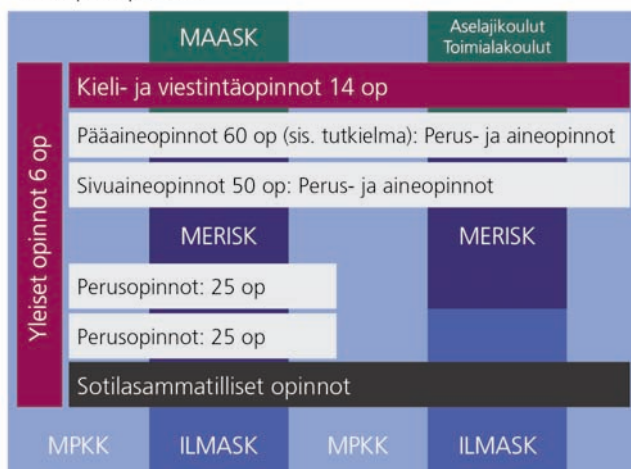 MAASK
Aselajikoulut
Toimialakoulut
Yleiset opinnot 6 op
Kieli- ja viestintäopinnot 14 op
Pääaineopinnot 60 op (sis. tutkielma): Perus- ja aineopinnot
Sivuaineopinnot 50 op: Perus- ja aineopinnot
MERISK
MERISK
Perusopinnot: 25 op
Perusopinnot: 25 op
Sotilasammatilliset opinnot
MPKK
ILMASK
MPKK
ILMASK